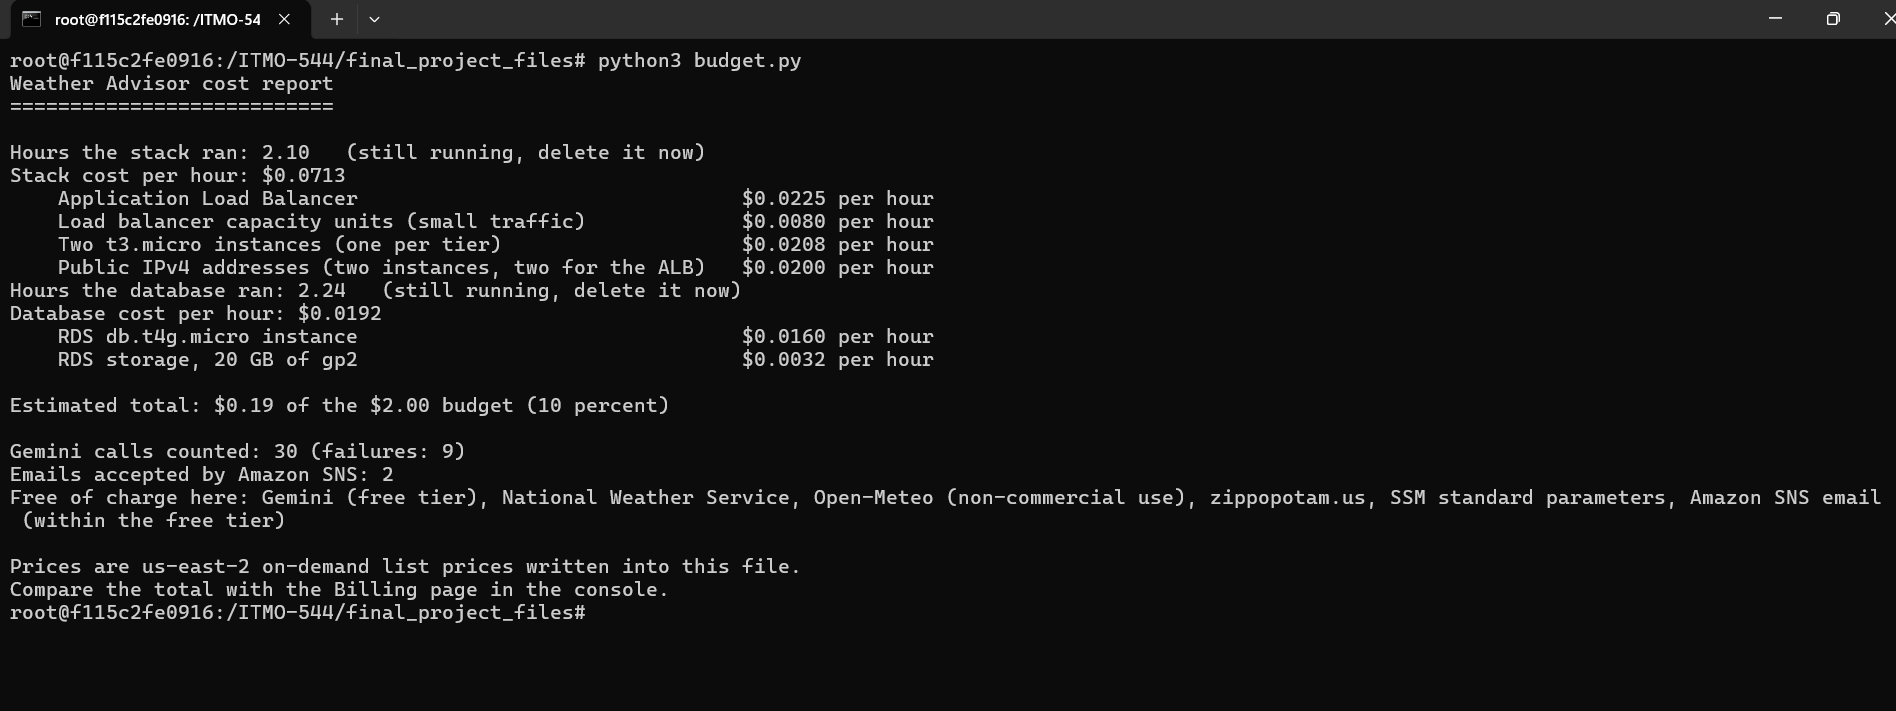 root@f115c2fe0916: /ITMO-54
root@f115c2fe0916:/ITMO-544/final_project_files# python3 budget.py
Weather Advisor cost report
===========================
Hours the stack ran: 2.10   (still running, delete it now)
Stack cost per hour: $0.0713
    Application Load Balancer                                $0.0225 per hour
    Load balancer capacity units (small traffic)             $0.0080 per hour
    Two t3.micro instances (one per tier)                    $0.0208 per hour
    Public IPv4 addresses (two instances, two for the ALB)   $0.0200 per hour
Hours the database ran: 2.24   (still running, delete it now)
Database cost per hour: $0.0192
    RDS db.t4g.micro instance                                $0.0160 per hour
    RDS storage, 20 GB of gp2                                $0.0032 per hour
Estimated total: $0.19 of the $2.00 budget (10 percent)
Gemini calls counted: 30 (failures: 9)
Emails accepted by Amazon SNS: 2
Free of charge here: Gemini (free tier), National Weather Service, Open-Meteo (non-commercial use), zippopotam.us, SSM standard parameters, Amazon SNS email
 (within the free tier)
Prices are us-east-2 on-demand list prices written into this file.
Compare the total with the Billing page in the console.
root@f115c2fe0916:/ITMO-544/final_project_files#